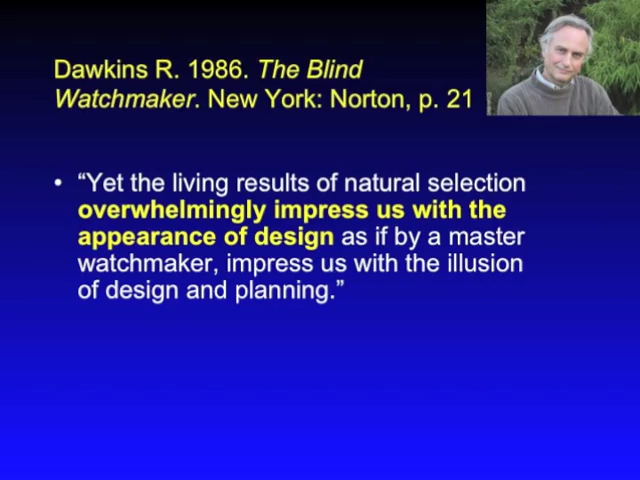 Dawkins R. 1986. The Blind
Watchmaker. New York: Norton, p. 21
• “Yet the living results of natural selection
overwhelmingly impress us with the
appearance of design as if by a master
watchmaker, impress us with the illusion
of design and planning.”